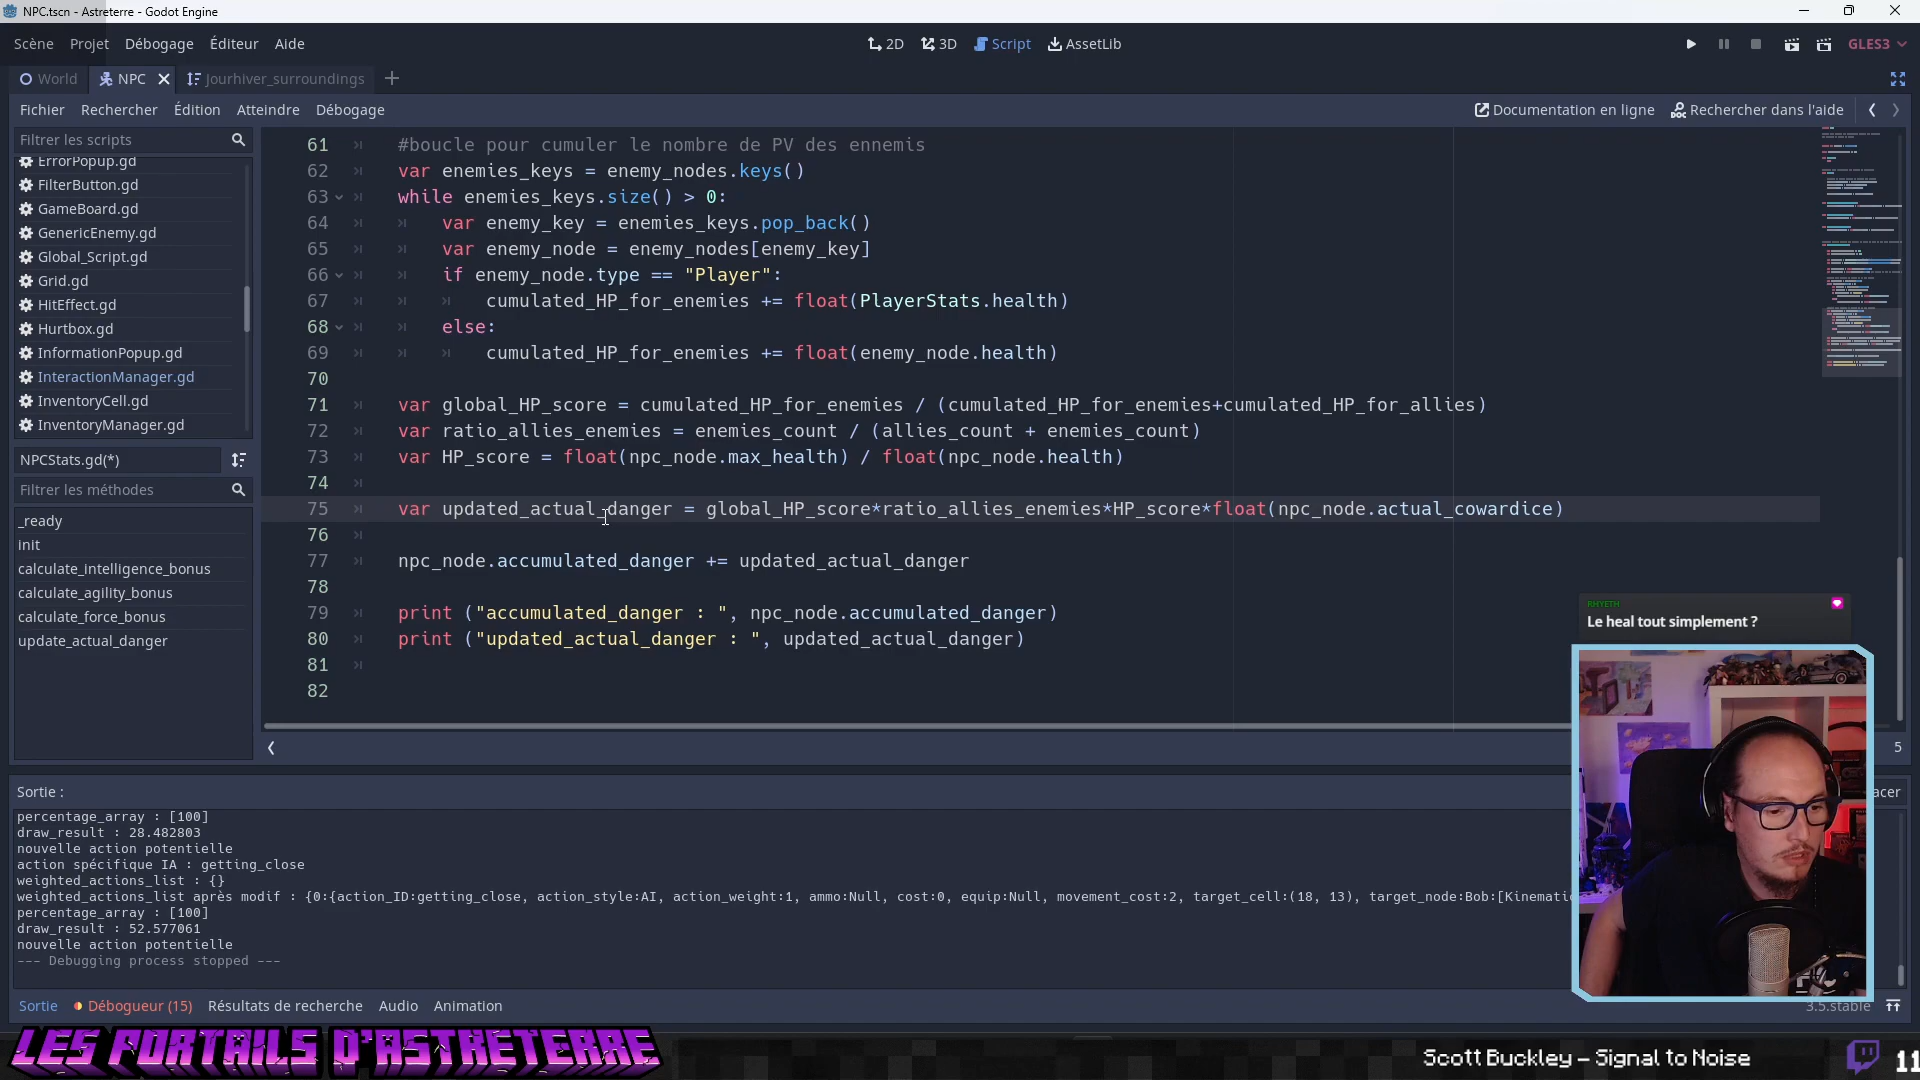 NPC.tscn - Astreterre - Godot Engine
Scène Projet Débogage Éditeur Aide
2D 3D Script AssetLib
GLES3
World NPC Jourhiver_surroundings
Fichier Rechercher Édition Atteindre Débogage
Documentation en ligne Rechercher dans l'aide
Filtrer les scripts
ErrorPopup.gd
FilterButton.gd
GameBoard.gd
GenericEnemy.gd
Global_Script.gd
Grid.gd
HitEffect.gd
Hurtbox.gd
InformationPopup.gd
InteractionManager.gd
InventoryCell.gd
InventoryManager.gd
NPCStats.gd(*)
Filtrer les méthodes
_ready
init
calculate_intelligence_bonus
calculate_agility_bonus
calculate_force_bonus
update_actual_danger
61 #boucle pour cumuler le nombre de PV des ennemis
62 var enemies_keys = enemy_nodes.keys()
63 while enemies_keys.size() > 0:
64 var enemy_key = enemies_keys.pop_back()
65 var enemy_node = enemy_nodes[enemy_key]
66 if enemy_node.type == "Player":
67 cumulated_HP_for_enemies += float(PlayerStats.health)
68 else:
69 cumulated_HP_for_enemies += float(enemy_node.health)
70
71 var global_HP_score = cumulated_HP_for_enemies / (cumulated_HP_for_enemies+cumulated_HP_for_allies)
72 var ratio_allies_enemies = enemies_count / (allies_count + enemies_count)
73 var HP_score = float(npc_node.max_health) / float(npc_node.health)
74
75 var updated_actual_danger = global_HP_score*ratio_allies_enemies*HP_score*float(npc_node.actual_cowardice)
76
77 npc_node.accumulated_danger += updated_actual_danger
78
79 print ("accumulated_danger : ", npc_node.accumulated_danger)
80 print ("updated_actual_danger : ", updated_actual_danger)
81
82
5
RHYETH
Le heal tout simplement ?
Sortie :
acer
percentage_array : [100]
draw_result : 28.482803
nouvelle action potentielle
action spécifique IA : getting_close
weighted_actions_list : {}
weighted_actions_list après modif : {0:{action_ID:getting_close, action_style:AI, action_weight:1, ammo:Null, cost:0, equip:Null, movement_cost:2, target_cell:(18, 13), target_node:Bob:[Kinemati
percentage_array : [100]
draw_result : 52.577061
nouvelle action potentielle
--- Debugging process stopped ---
Sortie Débogueur (15) Résultats de recherche Audio Animation
3.5.stable
LES PORTAILS D'ASTRETERRE
Scott Buckley – Signal to Noise
11